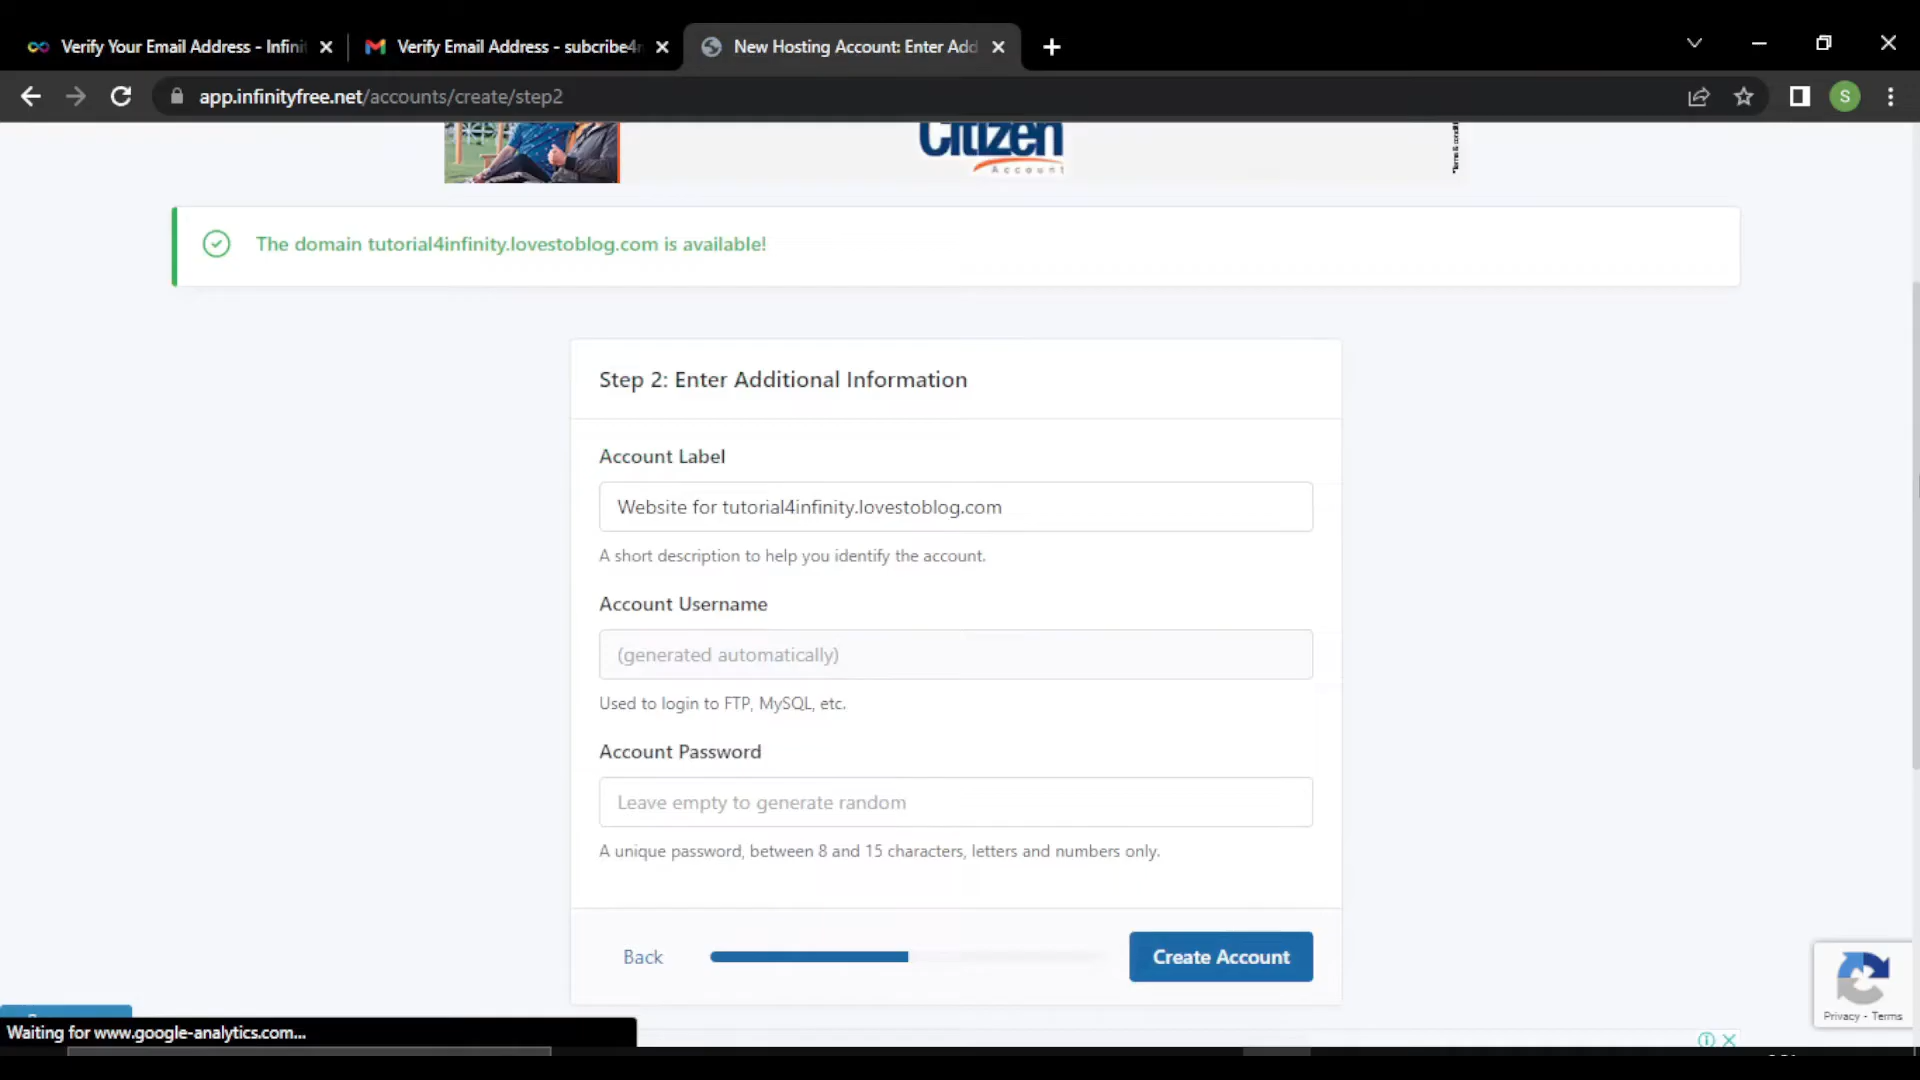 Verify Your Email Address - Infini
Verify Email Address - subcribe4
New Hosting Account: Enter Add
app.infinityfree.net/accounts/create/step2
S
Citizen
Account
The domain tutorial4infinity.lovestoblog.com is available!
Step 2: Enter Additional Information
Account Label
Website for tutorial4infinity.lovestoblog.com
A short description to help you identify the account.
Account Username
(generated automatically)
Used to login to FTP, MySQL, etc.
Account Password
Leave empty to generate random
A unique password, between 8 and 15 characters, letters and numbers only.
Back
Create Account
Privacy - Terms
Waiting for www.google-analytics.com...